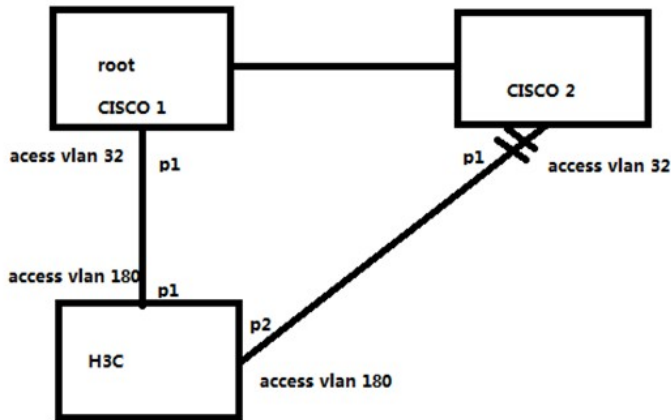 root
CISCO 1
CISCO 2
acess vlan 32
p1
p1
access vlan 32
access vlan 180
p1
p2
H3C
access vlan 180